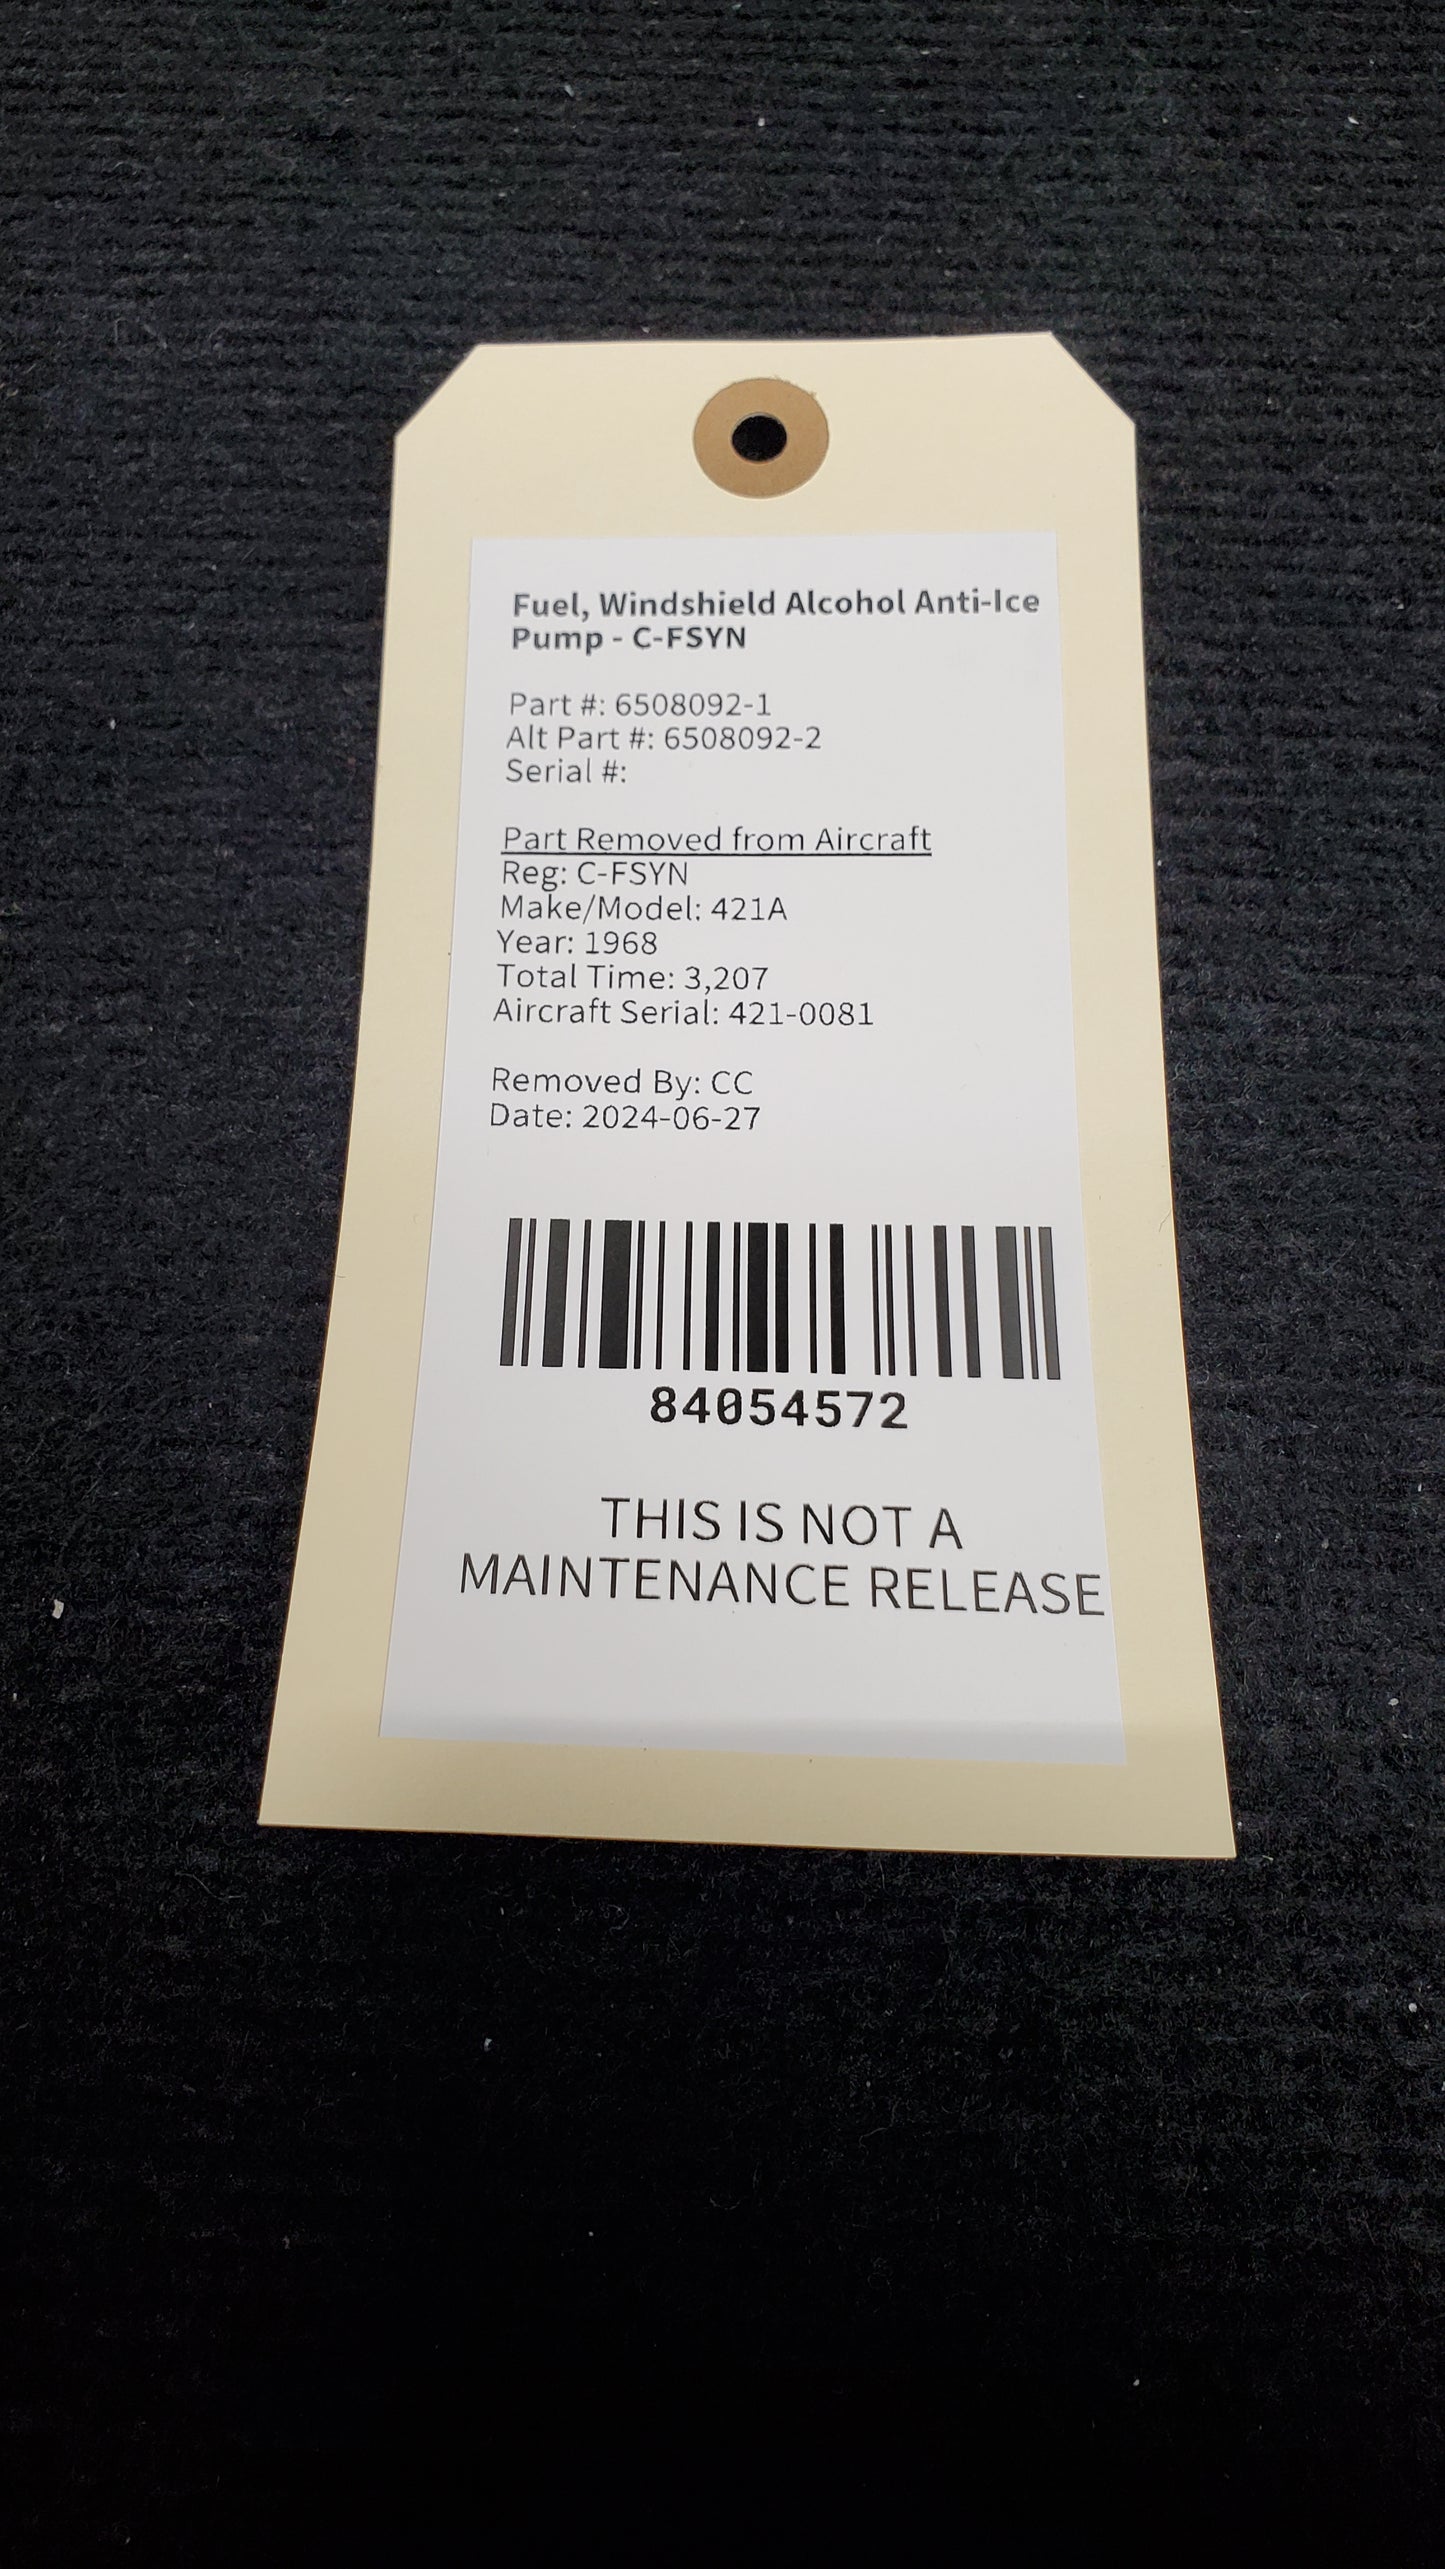 Fuel, Windshield Alcohol Anti-Ice
Pump - C-FSYN
Part #: 6508092-1
Alt Part #: 6508092-2
Serial #:
Part Removed from Aircraft
Reg: C-FSYN
Make/Model: 421A
Year: 1968
Total Time: 3,207
Aircraft Serial: 421-0081
Removed By: CC
Date: 2024-06-27
84054572
THIS IS NOT A
MAINTENANCE RELEASE